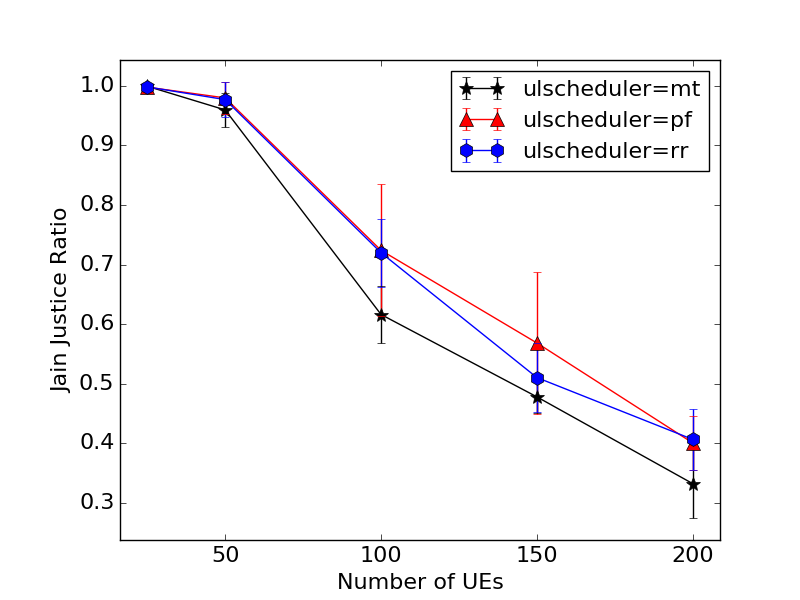 ulscheduler=mt
ulscheduler=pf
ulscheduler=rr
Jain Justice Ratio
1.0
0.9
0.8
0.7
0.6
0.5
0.4
0.3
50 100 150 200
Number of UEs